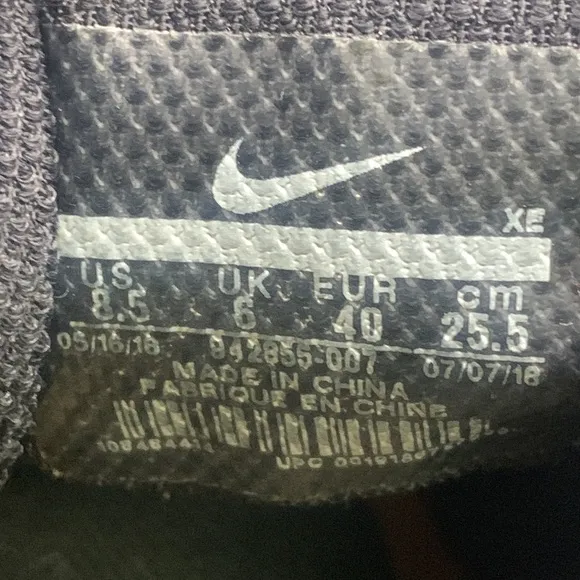 XE
US UK EUR cm
8.5 6 40 25.5
05/16/18 942855-007 07/07/18
MADE IN CHINA
FABRIQUE EN CHINE
UPC